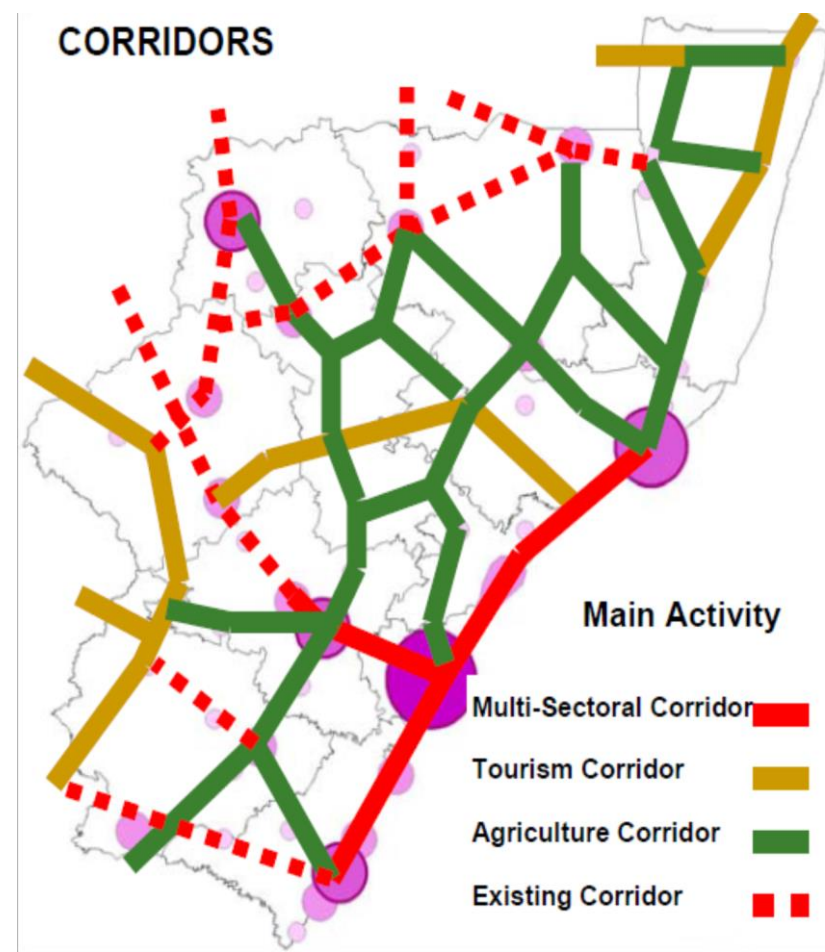 CORRIDORS
Main Activity
Multi-Sectoral Corridor
Tourism Corridor
Agriculture Corridor
Existing Corridor